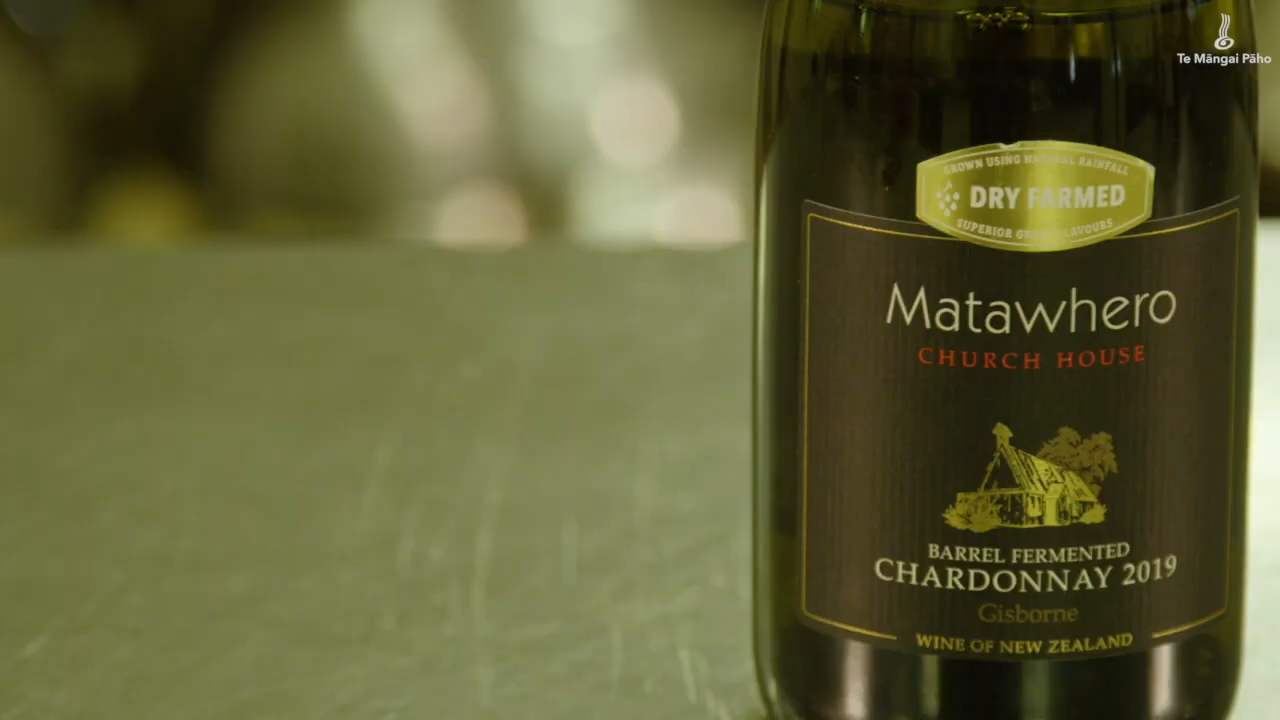 Te Māngai Pāho
GROWN USING NATURAL RAINFALL
DRY FARMED
SUPERIOR GRAPE FLAVOURS
Matawhero
CHURCH HOUSE
BARREL FERMENTED
CHARDONNAY 2019
Gisborne
WINE OF NEW ZEALAND